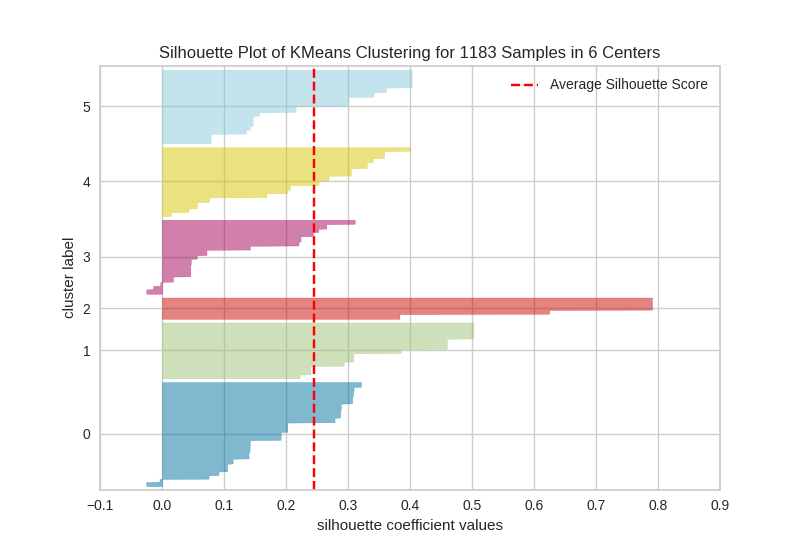 Silhouette Plot of KMeans Clustering for 1183 Samples in 6 Centers
Average Silhouette Score
5
4
3
2
1
0
cluster label
−0.1 0.0 0.1 0.2 0.3 0.4 0.5 0.6 0.7 0.8 0.9
silhouette coefficient values